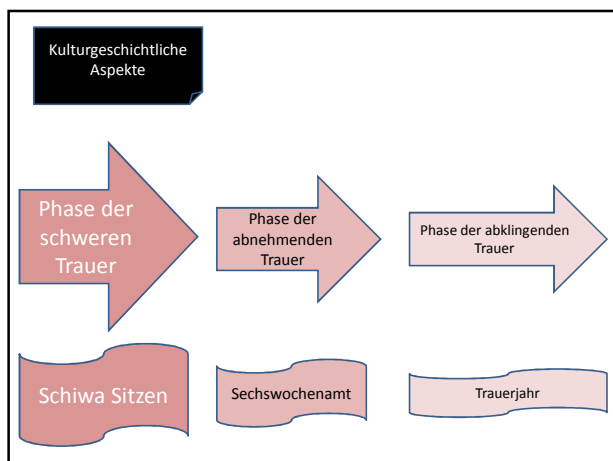 Kulturgeschichtliche
Aspekte
Phase der
schweren
Trauer
Phase der
abnehmenden
Trauer
Phase der abklingenden
Trauer
Schiwa Sitzen
Sechswochenamt
Trauerjahr